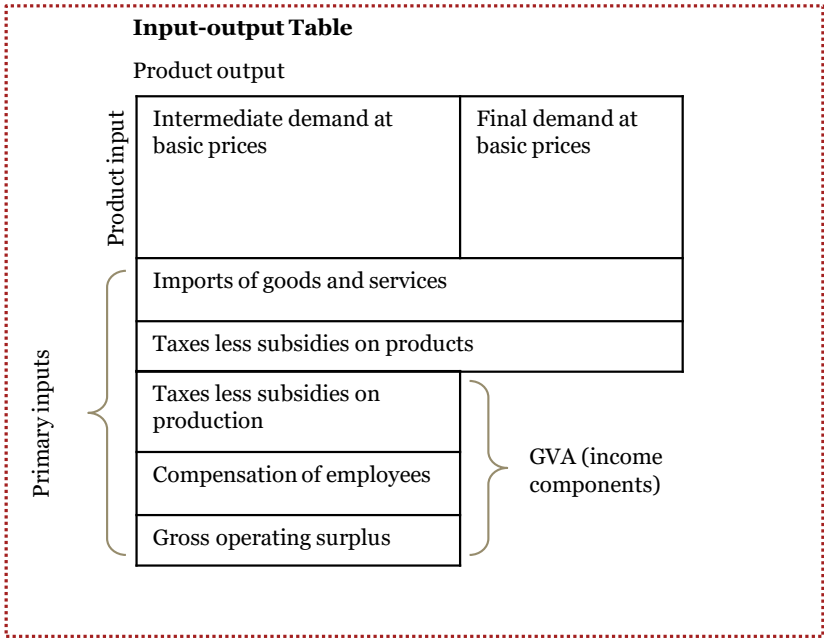 Input-output Table
Product output
Product input
Intermediate demand at
basic prices
Final demand at
basic prices
Primary inputs
Imports of goods and services
Taxes less subsidies on products
Taxes less subsidies on
production
Compensation of employees
Gross operating surplus
GVA (income
components)